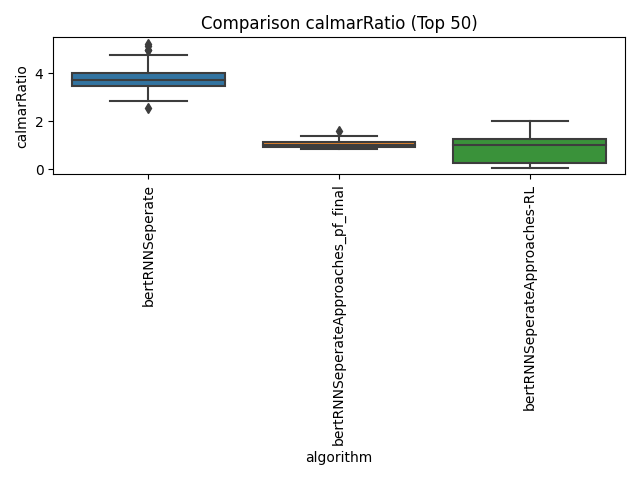 Comparison calmarRatio (Top 50)
calmarRatio
4
2
0
bertRNNSeperate
bertRNNSeperateApproaches_pf_final
bertRNNSeperateApproaches-RL
algorithm